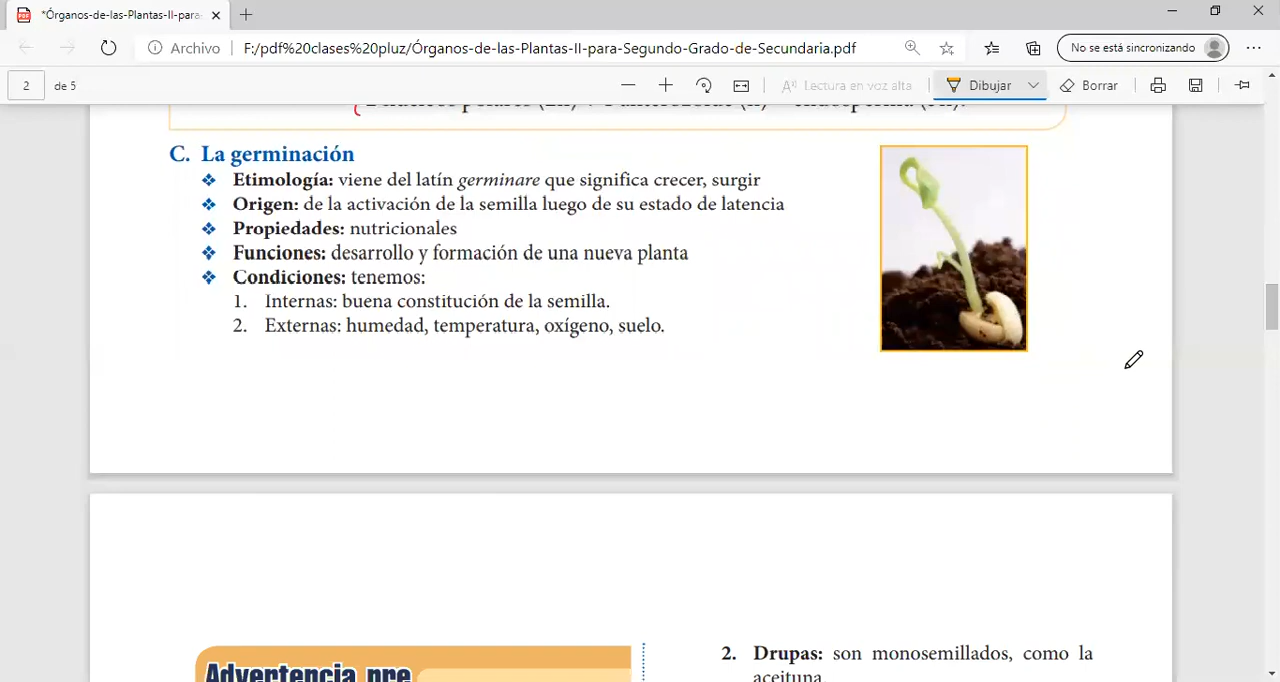 *Órganos-de-las-Plantas-II-para-
Archivo
F:/pdf%20clases%20pluz/Órganos-de-las-Plantas-II-para-Segundo-Grado-de-Secundaria.pdf
No se está sincronizando
2 de 5
Lectura en voz alta
Dibujar
Borrar
C. La germinación
Etimología: viene del latín germinare que significa crecer, surgir
Origen: de la activación de la semilla luego de su estado de latencia
Propiedades: nutricionales
Funciones: desarrollo y formación de una nueva planta
Condiciones: tenemos:
1. Internas: buena constitución de la semilla.
2. Externas: humedad, temperatura, oxígeno, suelo.
Advertencia pre
2. Drupas: son monosemillados, como la
aceituna.